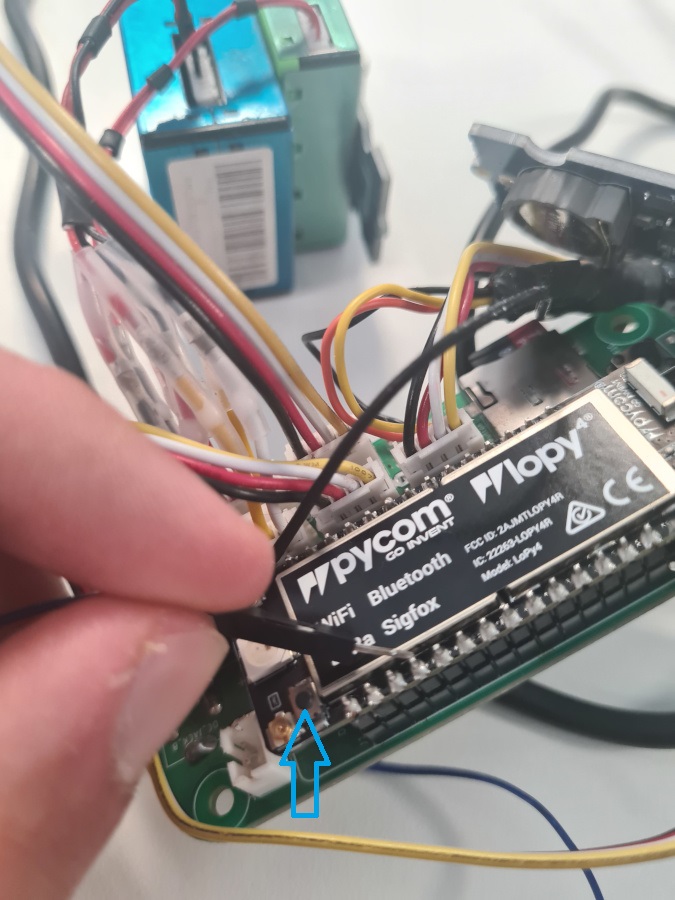 pycom®
GO INVENT
lopy4®
WiFi Bluetooth
Sigfox
FCC ID: 2AJMTLOPY4R
IC: 22263-LOPY4R
Model: LoPy4
CE